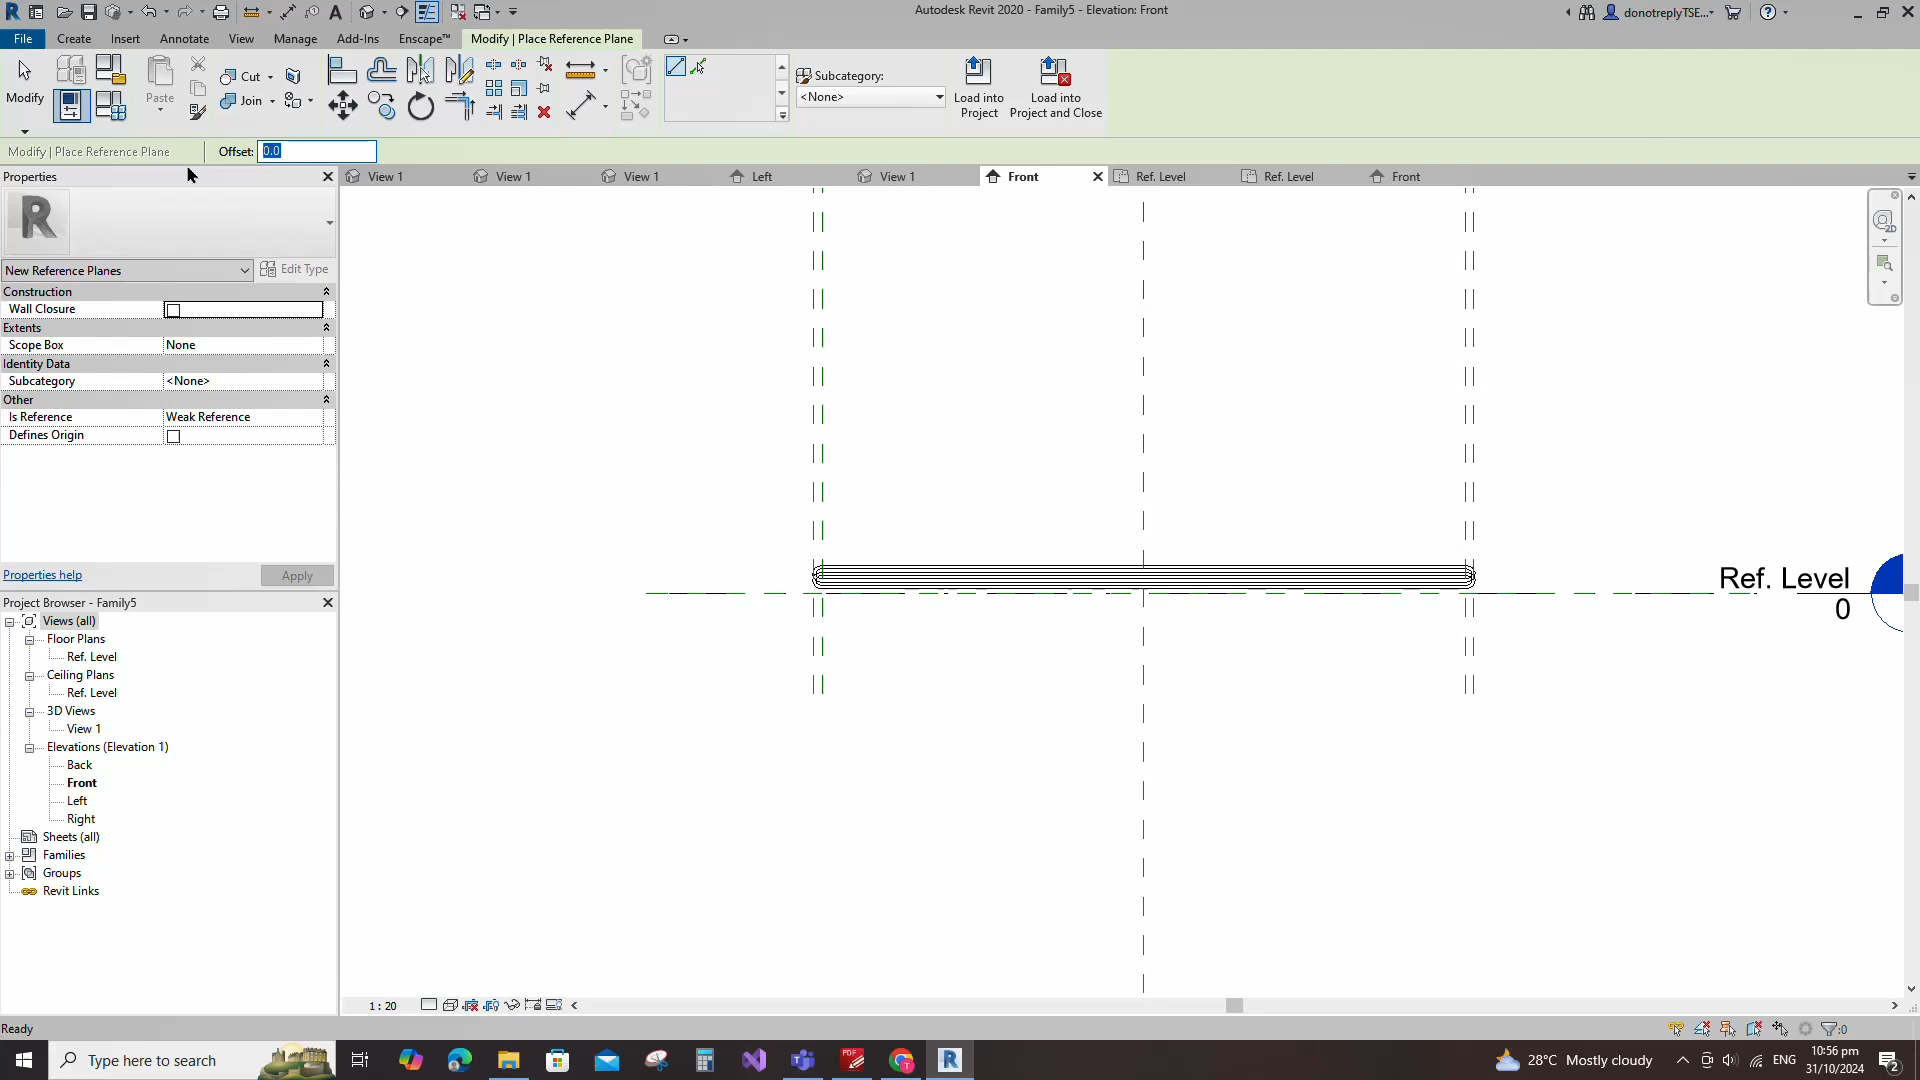 Autodesk Revit 2020 - Family5 - Elevation: Front
donotreplyTSE...
File
Create
Insert
Annotate
View
Manage
Add-Ins
Enscape™
Modify | Place Reference Plane
Modify
Paste
Cut
Join
Subcategory:
<None>
Load into
Project
Load into
Project and Close
Modify | Place Reference Plane
Offset: 0.0
Properties
View 1
View 1
View 1
Left
View 1
Front
Ref. Level
Ref. Level
Front
New Reference Planes
Edit Type
Construction
Wall Closure
Extents
Scope Box None
Identity Data
Subcategory <None>
Other
Is Reference Weak Reference
Defines Origin
Properties help
Apply
Project Browser - Family5
Views (all)
Floor Plans
Ref. Level
Ceiling Plans
Ref. Level
3D Views
View 1
Elevations (Elevation 1)
Back
Front
Left
Right
Sheets (all)
Families
Groups
Revit Links
2D
Ref. Level
0
1 : 20
Ready
:0
Type here to search
28°C Mostly cloudy
ENG
10:56 pm
31/10/2024
2